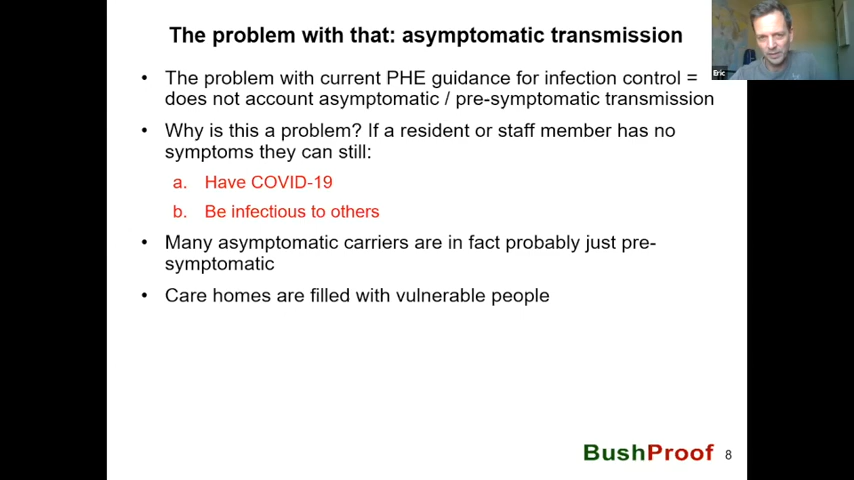 The problem with that: asymptomatic transmission
• The problem with current PHE guidance for infection control =
does not account asymptomatic / pre-symptomatic transmission
• Why is this a problem? If a resident or staff member has no
symptoms they can still:
a. Have COVID-19
b. Be infectious to others
• Many asymptomatic carriers are in fact probably just pre-
symptomatic
• Care homes are filled with vulnerable people
BushProof 8
Eric